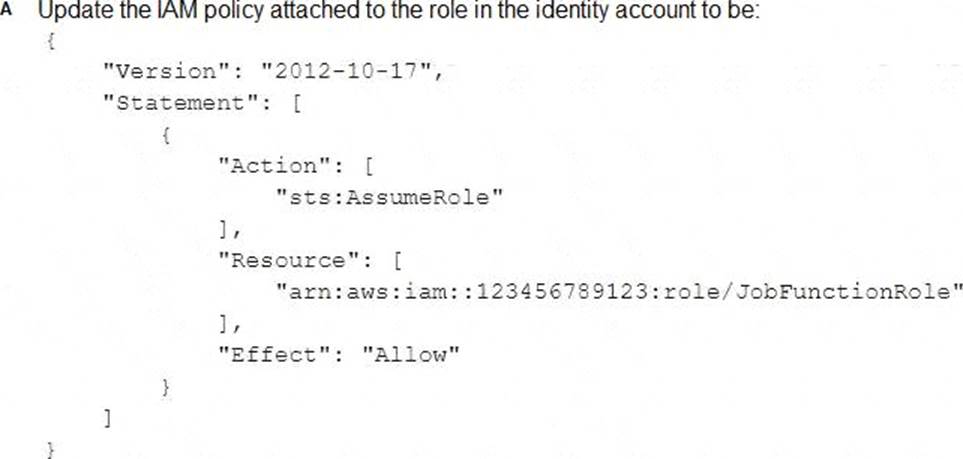 A Update the IAM policy attached to the role in the identity account to be:
{
"Version": "2012-10-17",
"Statement": [
{
"Action": [
"sts:AssumeRole"
],
"Resource": [
"arn:aws:iam::123456789123:role/JobFunctionRole"
],
"Effect": "Allow"
}
]
}